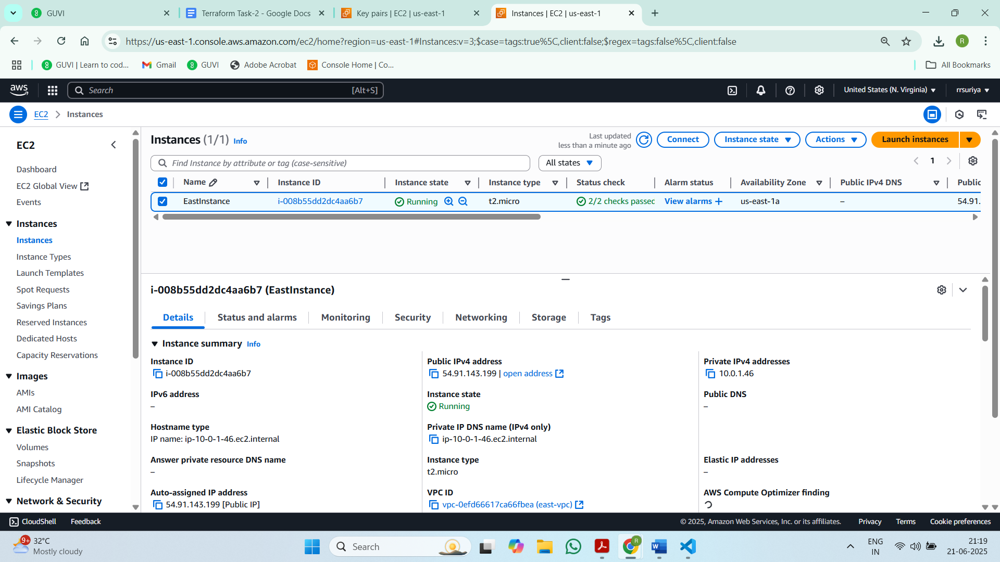 GUVI
Terraform Task-2 - Google Docs
Key pairs | EC2 | us-east-1
Instances | EC2 | us-east-1
https://us-east-1.console.aws.amazon.com/ec2/home?region=us-east-1#Instances:v=3;$case=tags:true%5C,client:false;$regex=tags:false%5C,client:false
R
GUVI | Learn to cod...
Gmail
GUVI
Adobe Acrobat
Console Home | Co...
All Bookmarks
aws
Search
[Alt+S]
United States (N. Virginia)
rrsuriya
EC2
Instances
EC2
Dashboard
EC2 Global View
Events
Instances
Instances
Instance Types
Launch Templates
Spot Requests
Savings Plans
Reserved Instances
Dedicated Hosts
Capacity Reservations
Images
AMIs
AMI Catalog
Elastic Block Store
Volumes
Snapshots
Lifecycle Manager
Network & Security
Instances (1/1) Info
Last updated
less than a minute ago
Connect
Instance state
Actions
Launch instances
Find Instance by attribute or tag (case-sensitive)
All states
1
Name
Instance ID
Instance state
Instance type
Status check
Alarm status
Availability Zone
Public IPv4 DNS
Public
EastInstance
i-008b55dd2dc4aa6b7
Running
t2.micro
2/2 checks passec
View alarms +
us-east-1a
–
54.91.
i-008b55dd2dc4aa6b7 (EastInstance)
Details
Status and alarms
Monitoring
Security
Networking
Storage
Tags
Instance summary Info
Instance ID
i-008b55dd2dc4aa6b7
Public IPv4 address
54.91.143.199 | open address
Private IPv4 addresses
10.0.1.46
IPv6 address
–
Instance state
Running
Public DNS
–
Hostname type
IP name: ip-10-0-1-46.ec2.internal
Private IP DNS name (IPv4 only)
ip-10-0-1-46.ec2.internal
Answer private resource DNS name
–
Instance type
t2.micro
Elastic IP addresses
–
Auto-assigned IP address
54.91.143.199 [Public IP]
VPC ID
vpc-0efd66617ca66fbea (east-vpc)
AWS Compute Optimizer finding
CloudShell
Feedback
© 2025, Amazon Web Services, Inc. or its affiliates.
Privacy
Terms
Cookie preferences
9+
32°C
Mostly cloudy
Search
R
ENG
IN
21:19
21-06-2025